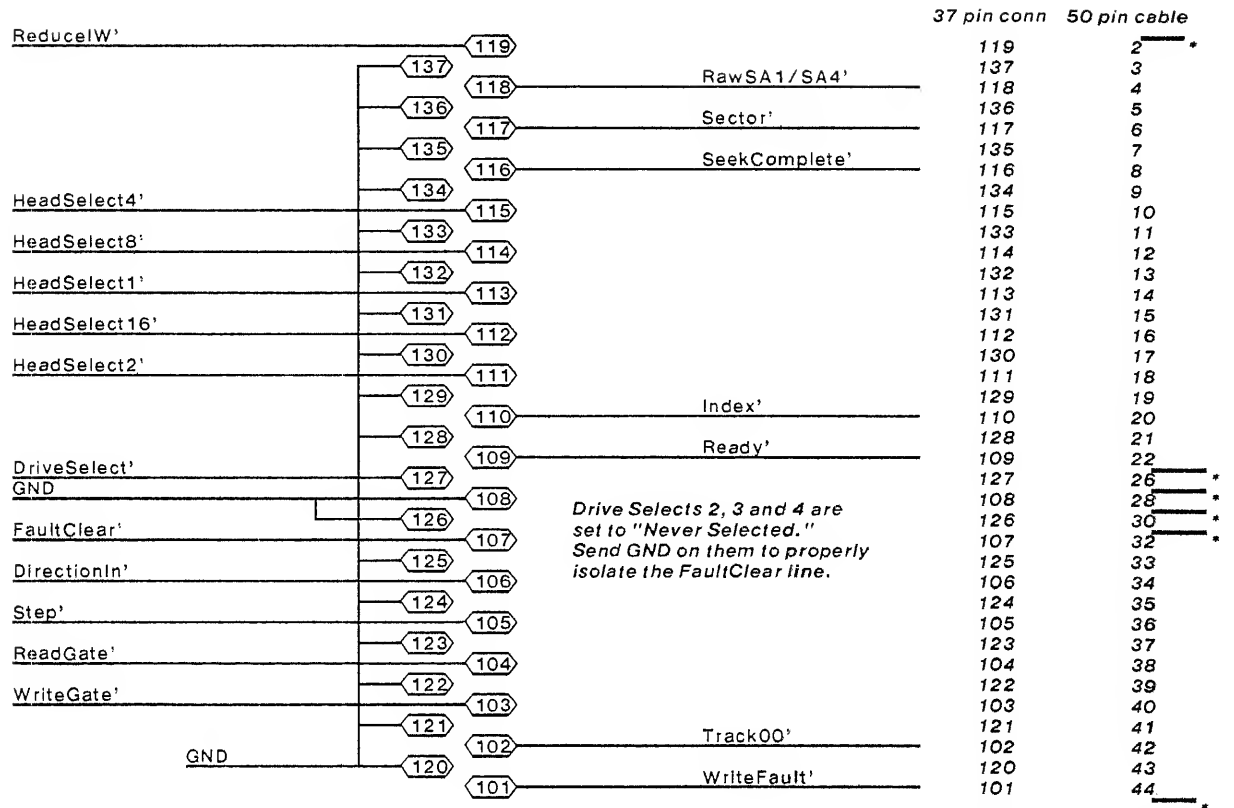 37 pin conn 50 pin cable
ReduceIW' 119 119 2 *
137 137 3
118 RawSA1/SA4' 118 4
136 136 5
117 Sector' 117 6
135 135 7
116 SeekComplete' 116 8
134 134 9
HeadSelect4' 115 115 10
133 133 11
HeadSelect8' 114 114 12
132 132 13
HeadSelect1' 113 113 14
131 131 15
HeadSelect16' 112 112 16
130 130 17
HeadSelect2' 111 111 18
129 129 19
110 Index' 110 20
128 128 21
109 Ready' 109 22
DriveSelect' 127 127 26 *
GND 108 108 28 *
126 126 30 *
FaultClear' 107 107 32 *
125 125 33
DirectionIn' 106 106 34
124 124 35
Step' 105 105 36
123 123 37
ReadGate' 104 104 38
122 122 39
WriteGate' 103 103 40
121 121 41
102 Track00' 102 42
GND 120 120 43
101 WriteFault' 101 44 *
Drive Selects 2, 3 and 4 are
set to "Never Selected."
Send GND on them to properly
isolate the FaultClear line.